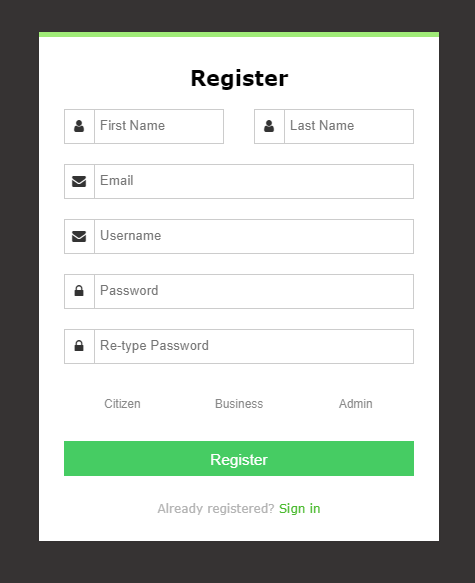 Register
First Name Last Name
Email
Username
Password
Re-type Password
Citizen Business Admin
Register
Already registered? Sign in